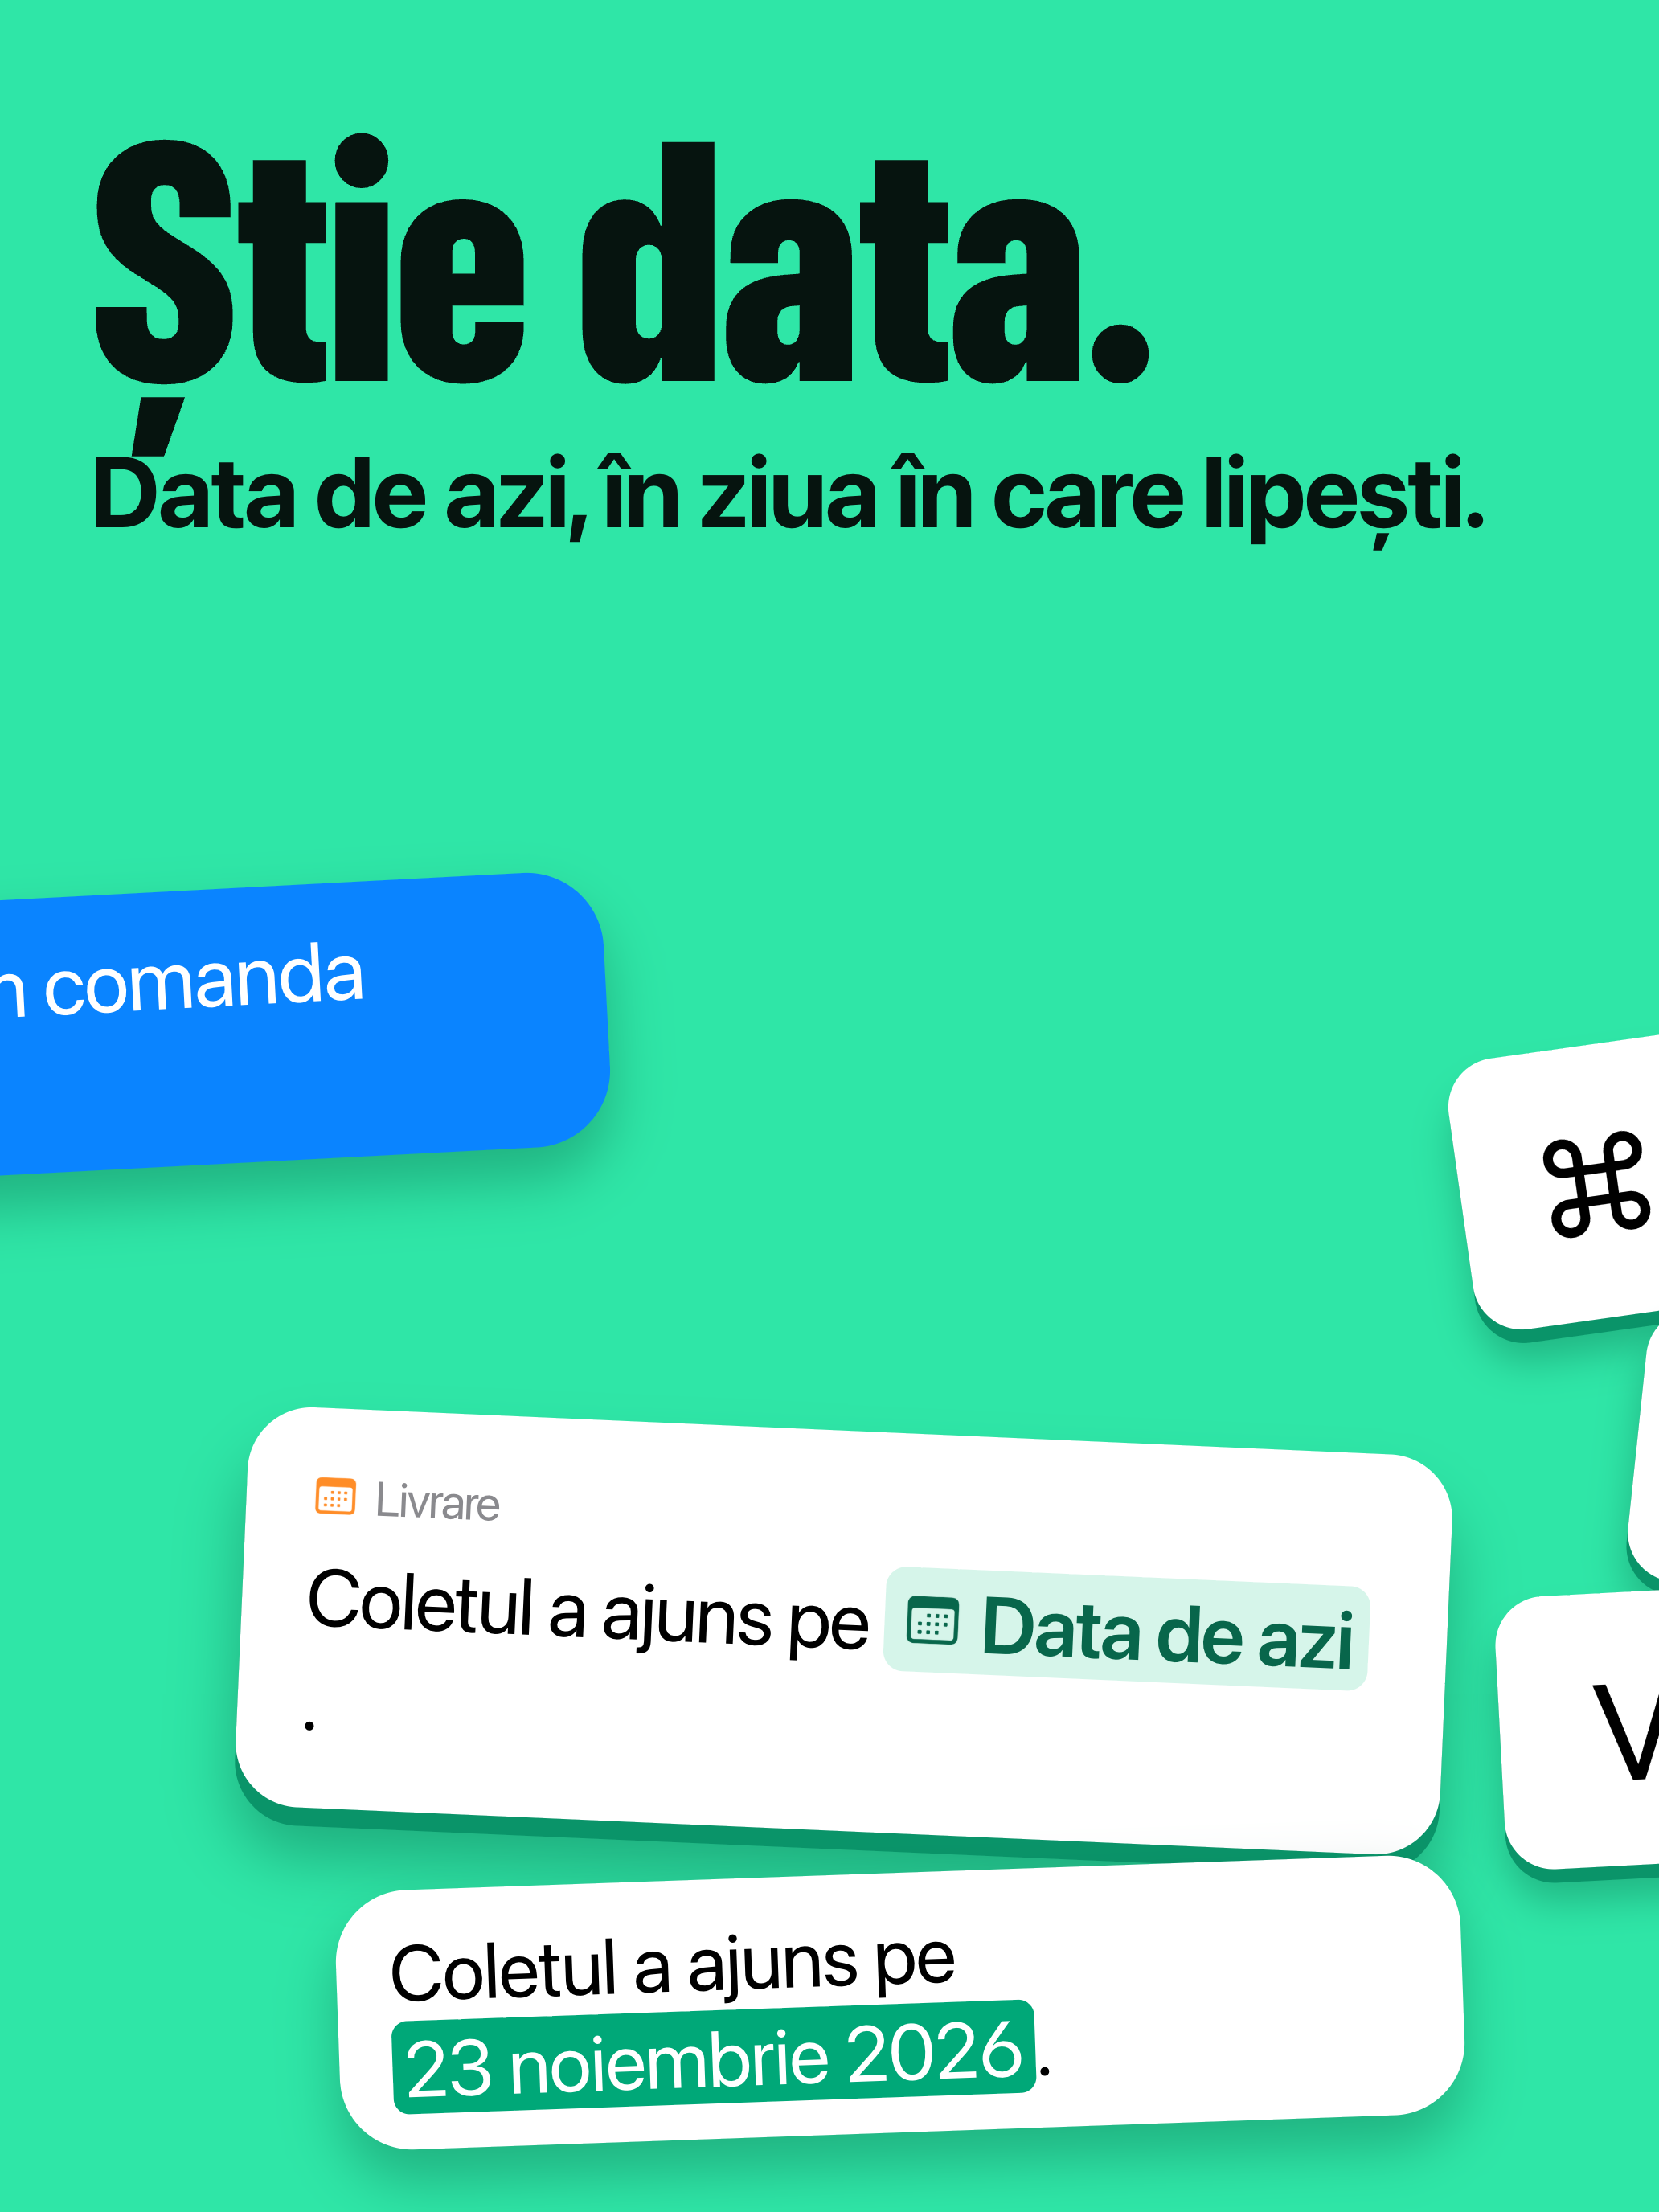 Știe data.
Data de azi, în ziua în care lipești.
comanda
⌘
Livrare
Coletul a ajuns pe Data de azi
.
V
Coletul a ajuns pe
23 noiembrie 2026.